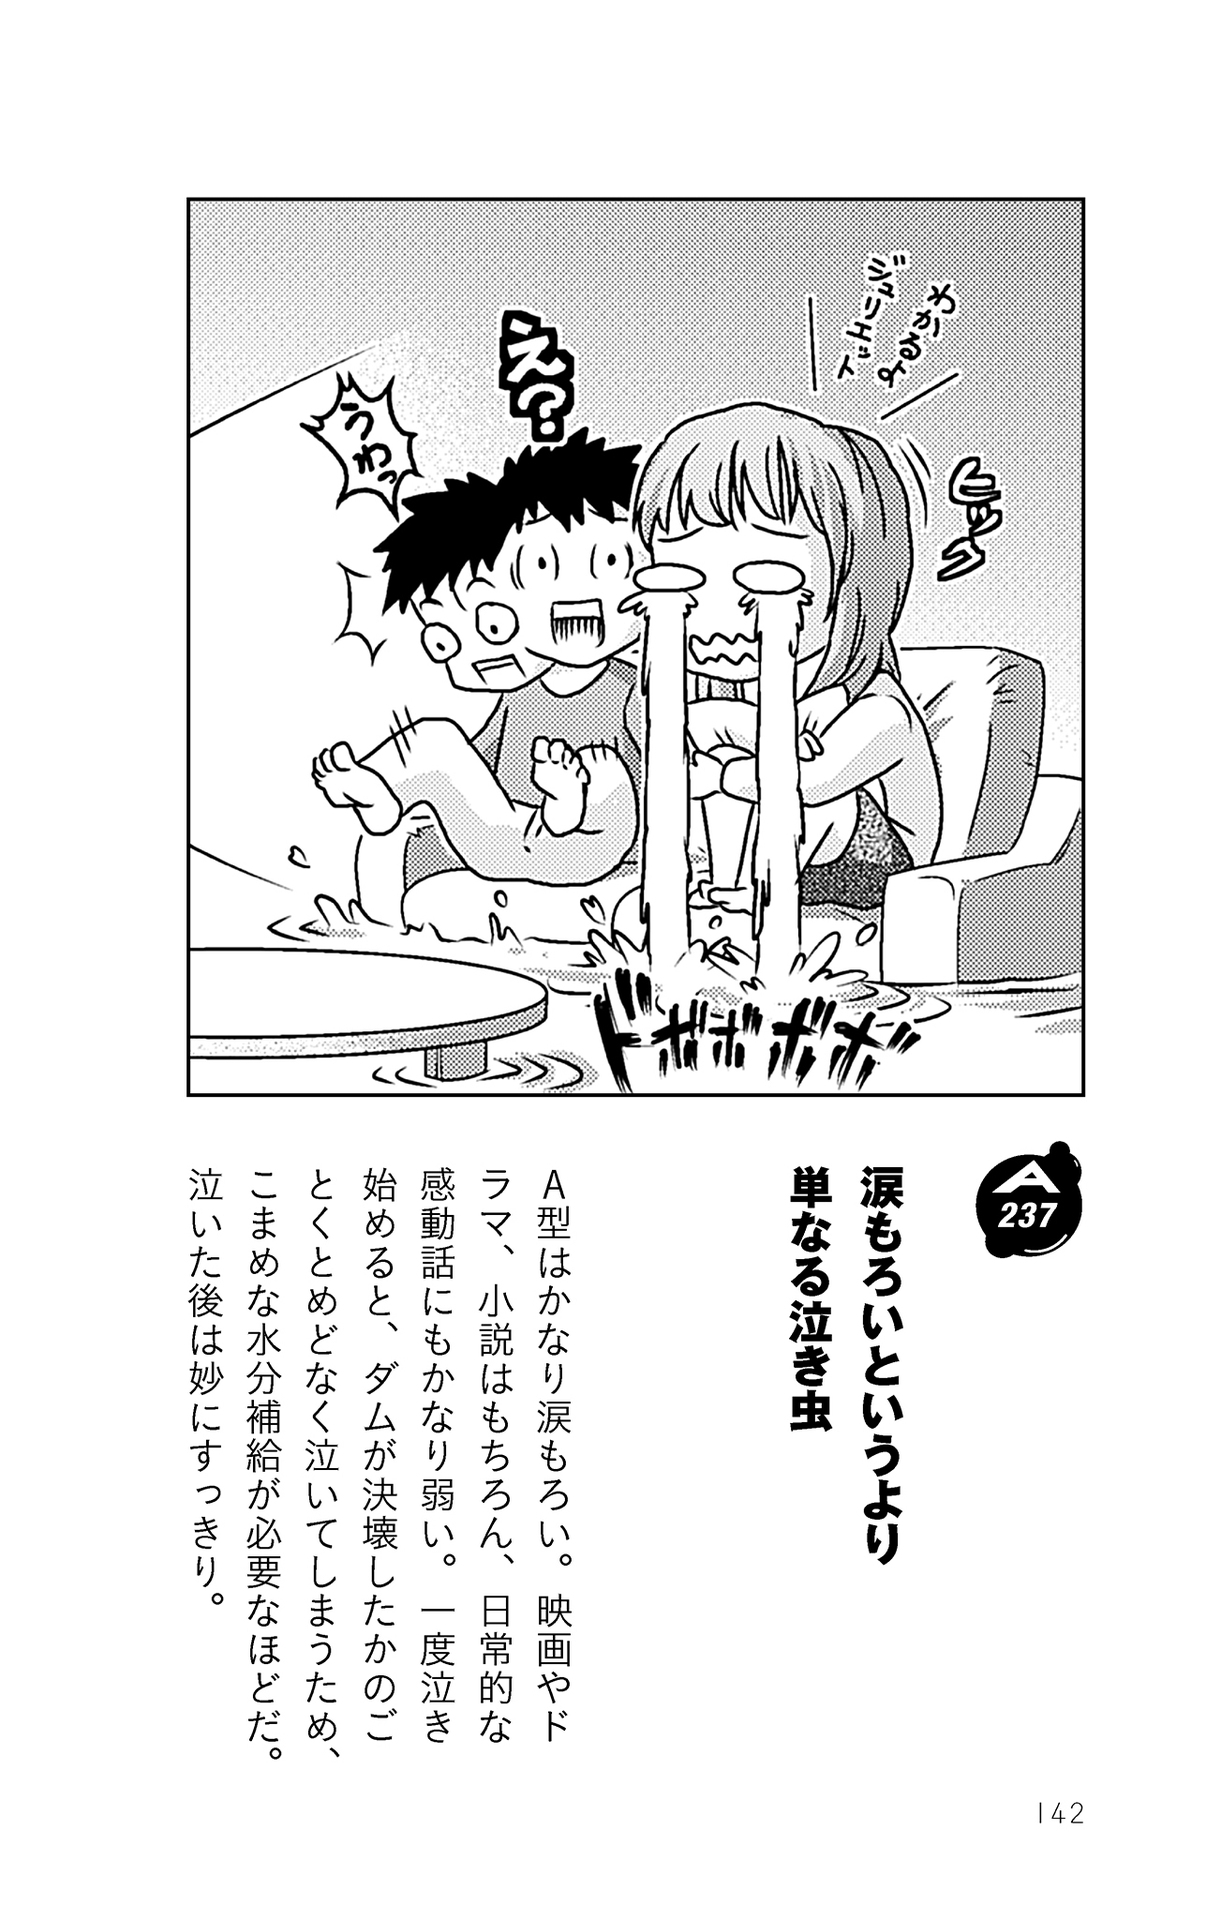 わかるよ
ジュリエット
ヒック
え?
うわっ
ドボボボボ
A
237
涙もろいというより
単なる泣き虫
A型はかなり涙もろい。映画やド
ラマ、小説はもちろん、日常的な
感動話にもかなり弱い。一度泣き
始めると、ダムが決壊したかのご
とくとめどなく泣いてしまうため、
こまめな水分補給が必要なほどだ。
泣いた後は妙にすっきり。
142